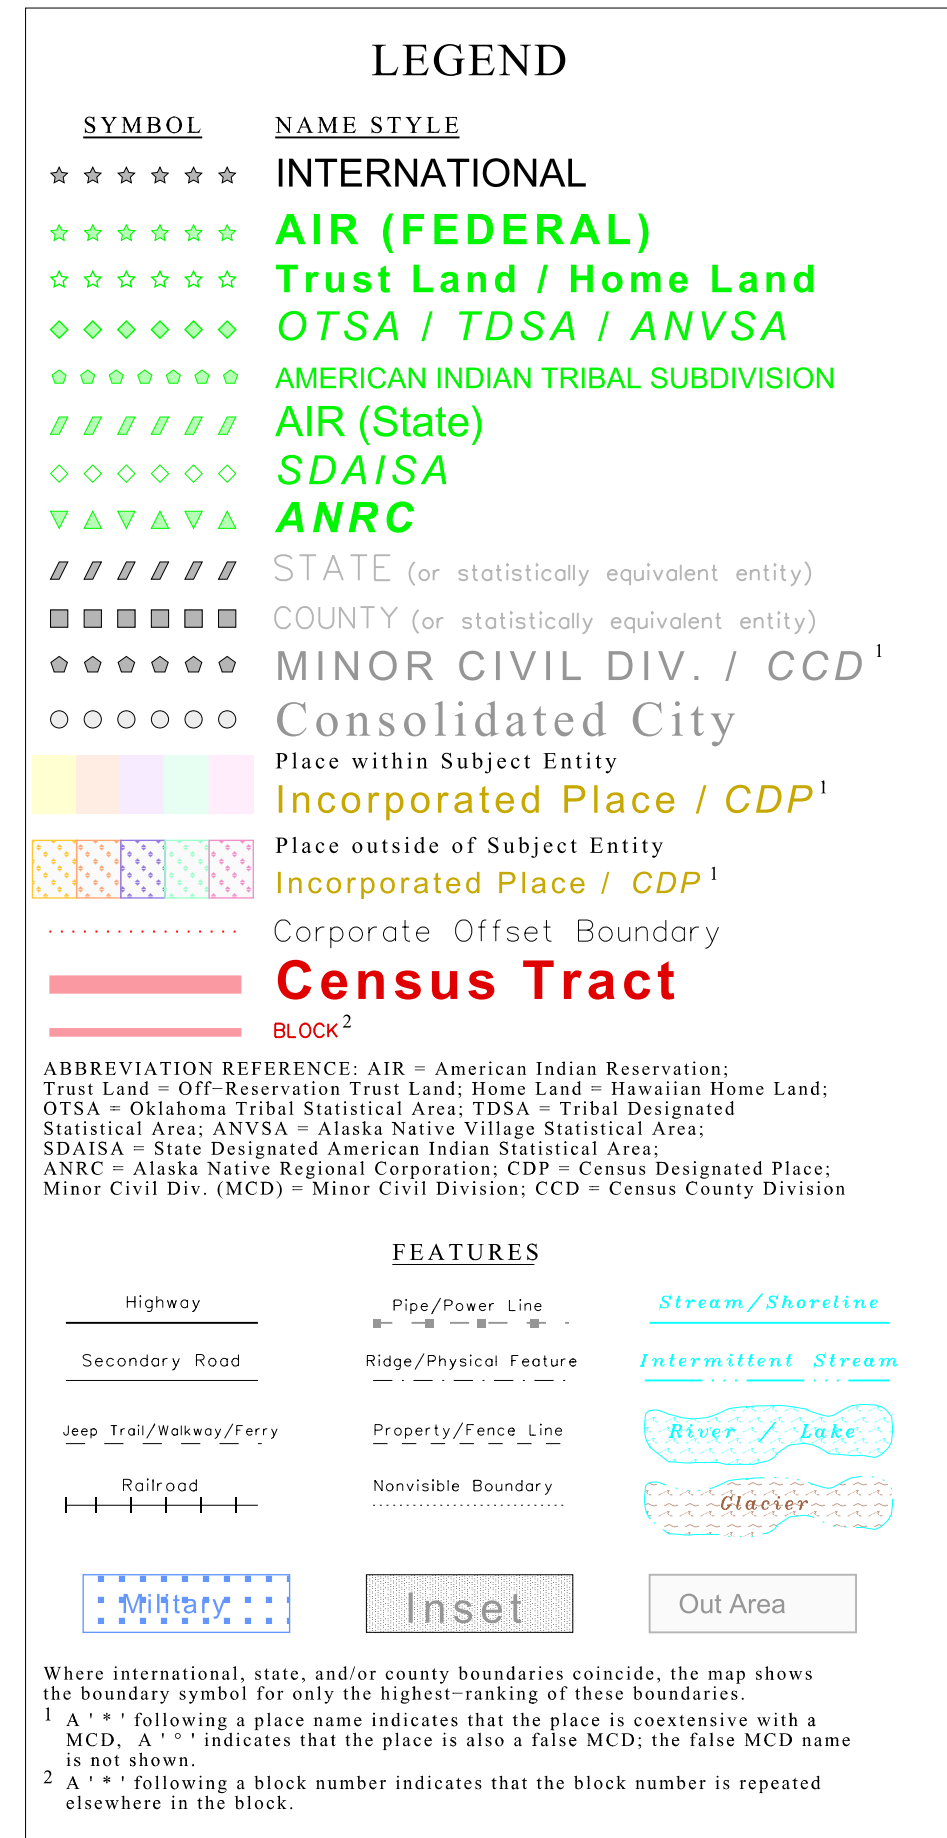 LEGEND
SYMBOL NAME STYLE
INTERNATIONAL
AIR (FEDERAL)
Trust Land / Home Land
OTSA / TDSA / ANVSA
AMERICAN INDIAN TRIBAL SUBDIVISION
AIR (State)
SDAISA
ANRC
STATE (or statistically equivalent entity)
COUNTY (or statistically equivalent entity)
MINOR CIVIL DIV. / CCD 1
Consolidated City
Place within Subject Entity
Incorporated Place / CDP 1
Place outside of Subject Entity
Incorporated Place / CDP 1
Corporate Offset Boundary
Census Tract
BLOCK 2
ABBREVIATION REFERENCE: AIR = American Indian Reservation;
Trust Land = Off−Reservation Trust Land; Home Land = Hawaiian Home Land;
OTSA = Oklahoma Tribal Statistical Area; TDSA = Tribal Designated
Statistical Area; ANVSA = Alaska Native Village Statistical Area;
SDAISA = State Designated American Indian Statistical Area;
ANRC = Alaska Native Regional Corporation; CDP = Census Designated Place;
Minor Civil Div. (MCD) = Minor Civil Division; CCD = Census County Division
FEATURES
Highway Pipe/Power Line Stream/Shoreline
Secondary Road Ridge/Physical Feature Intermittent Stream
Jeep Trail/Walkway/Ferry Property/Fence Line River / Lake
Railroad Nonvisible Boundary Glacier
Military Inset Out Area
Where international, state, and/or county boundaries coincide, the map shows
the boundary symbol for only the highest−ranking of these boundaries.
1 A ' * ' following a place name indicates that the place is coextensive with a
MCD, A ' ° ' indicates that the place is also a false MCD; the false MCD name
is not shown.
2 A ' * ' following a block number indicates that the block number is repeated
elsewhere in the block.